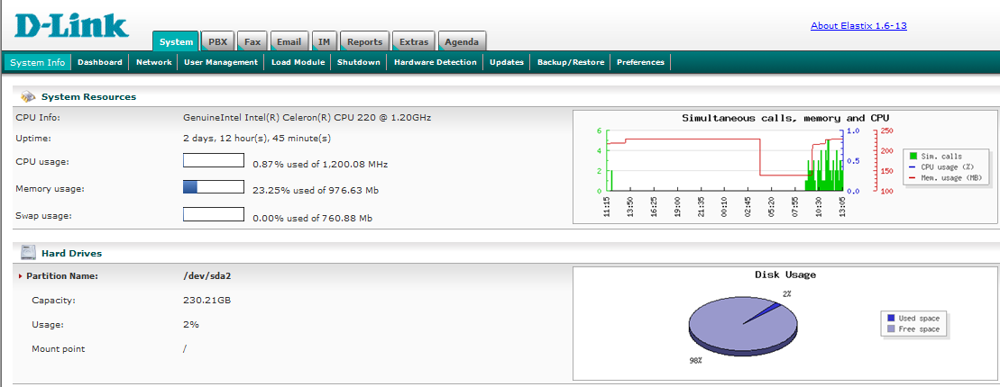 D-Link
About Elastix 1.6-13
System PBX Fax Email IM Reports Extras Agenda
System Info Dashboard Network User Management Load Module Shutdown Hardware Detection Updates Backup/Restore Preferences
System Resources
CPU Info: GenuineIntel Intel(R) Celeron(R) CPU 220 @ 1.20GHz
Uptime: 2 days, 12 hour(s), 45 minute(s)
CPU usage: 0.87% used of 1,200.08 MHz
Memory usage: 23.25% used of 976.63 Mb
Swap usage: 0.00% used of 760.88 Mb
Simultaneous calls, memory and CPU
6 1.0 250
4 200
0.5
2 150
0 0.0 100
11:15 13:50 16:25 19:00 21:35 00:10 02:45 05:20 07:55 10:30 13:05
Sim. calls
CPU usage (%)
Mem. usage (MB)
Hard Drives
Partition Name: /dev/sda2
Capacity: 230.21GB
Usage: 2%
Mount point /
Disk Usage
2%
98%
Used space
Free space